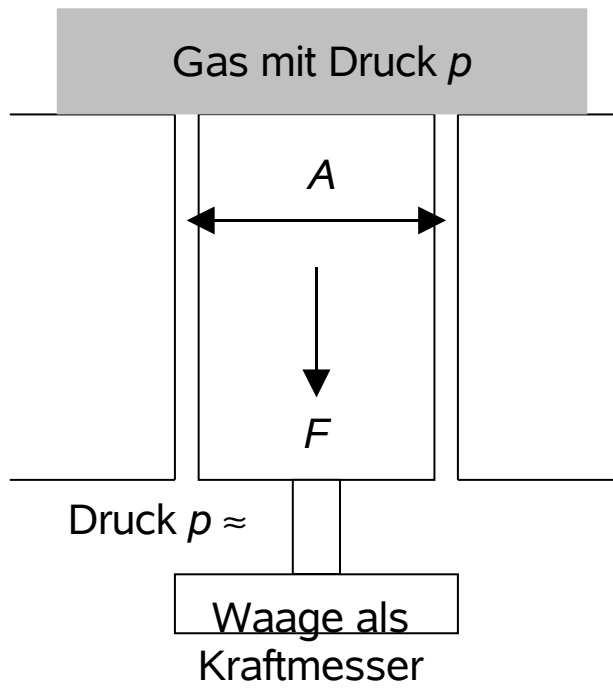 Gas mit Druck p
A
F
Druck p ≈
Waage als
Kraftmesser